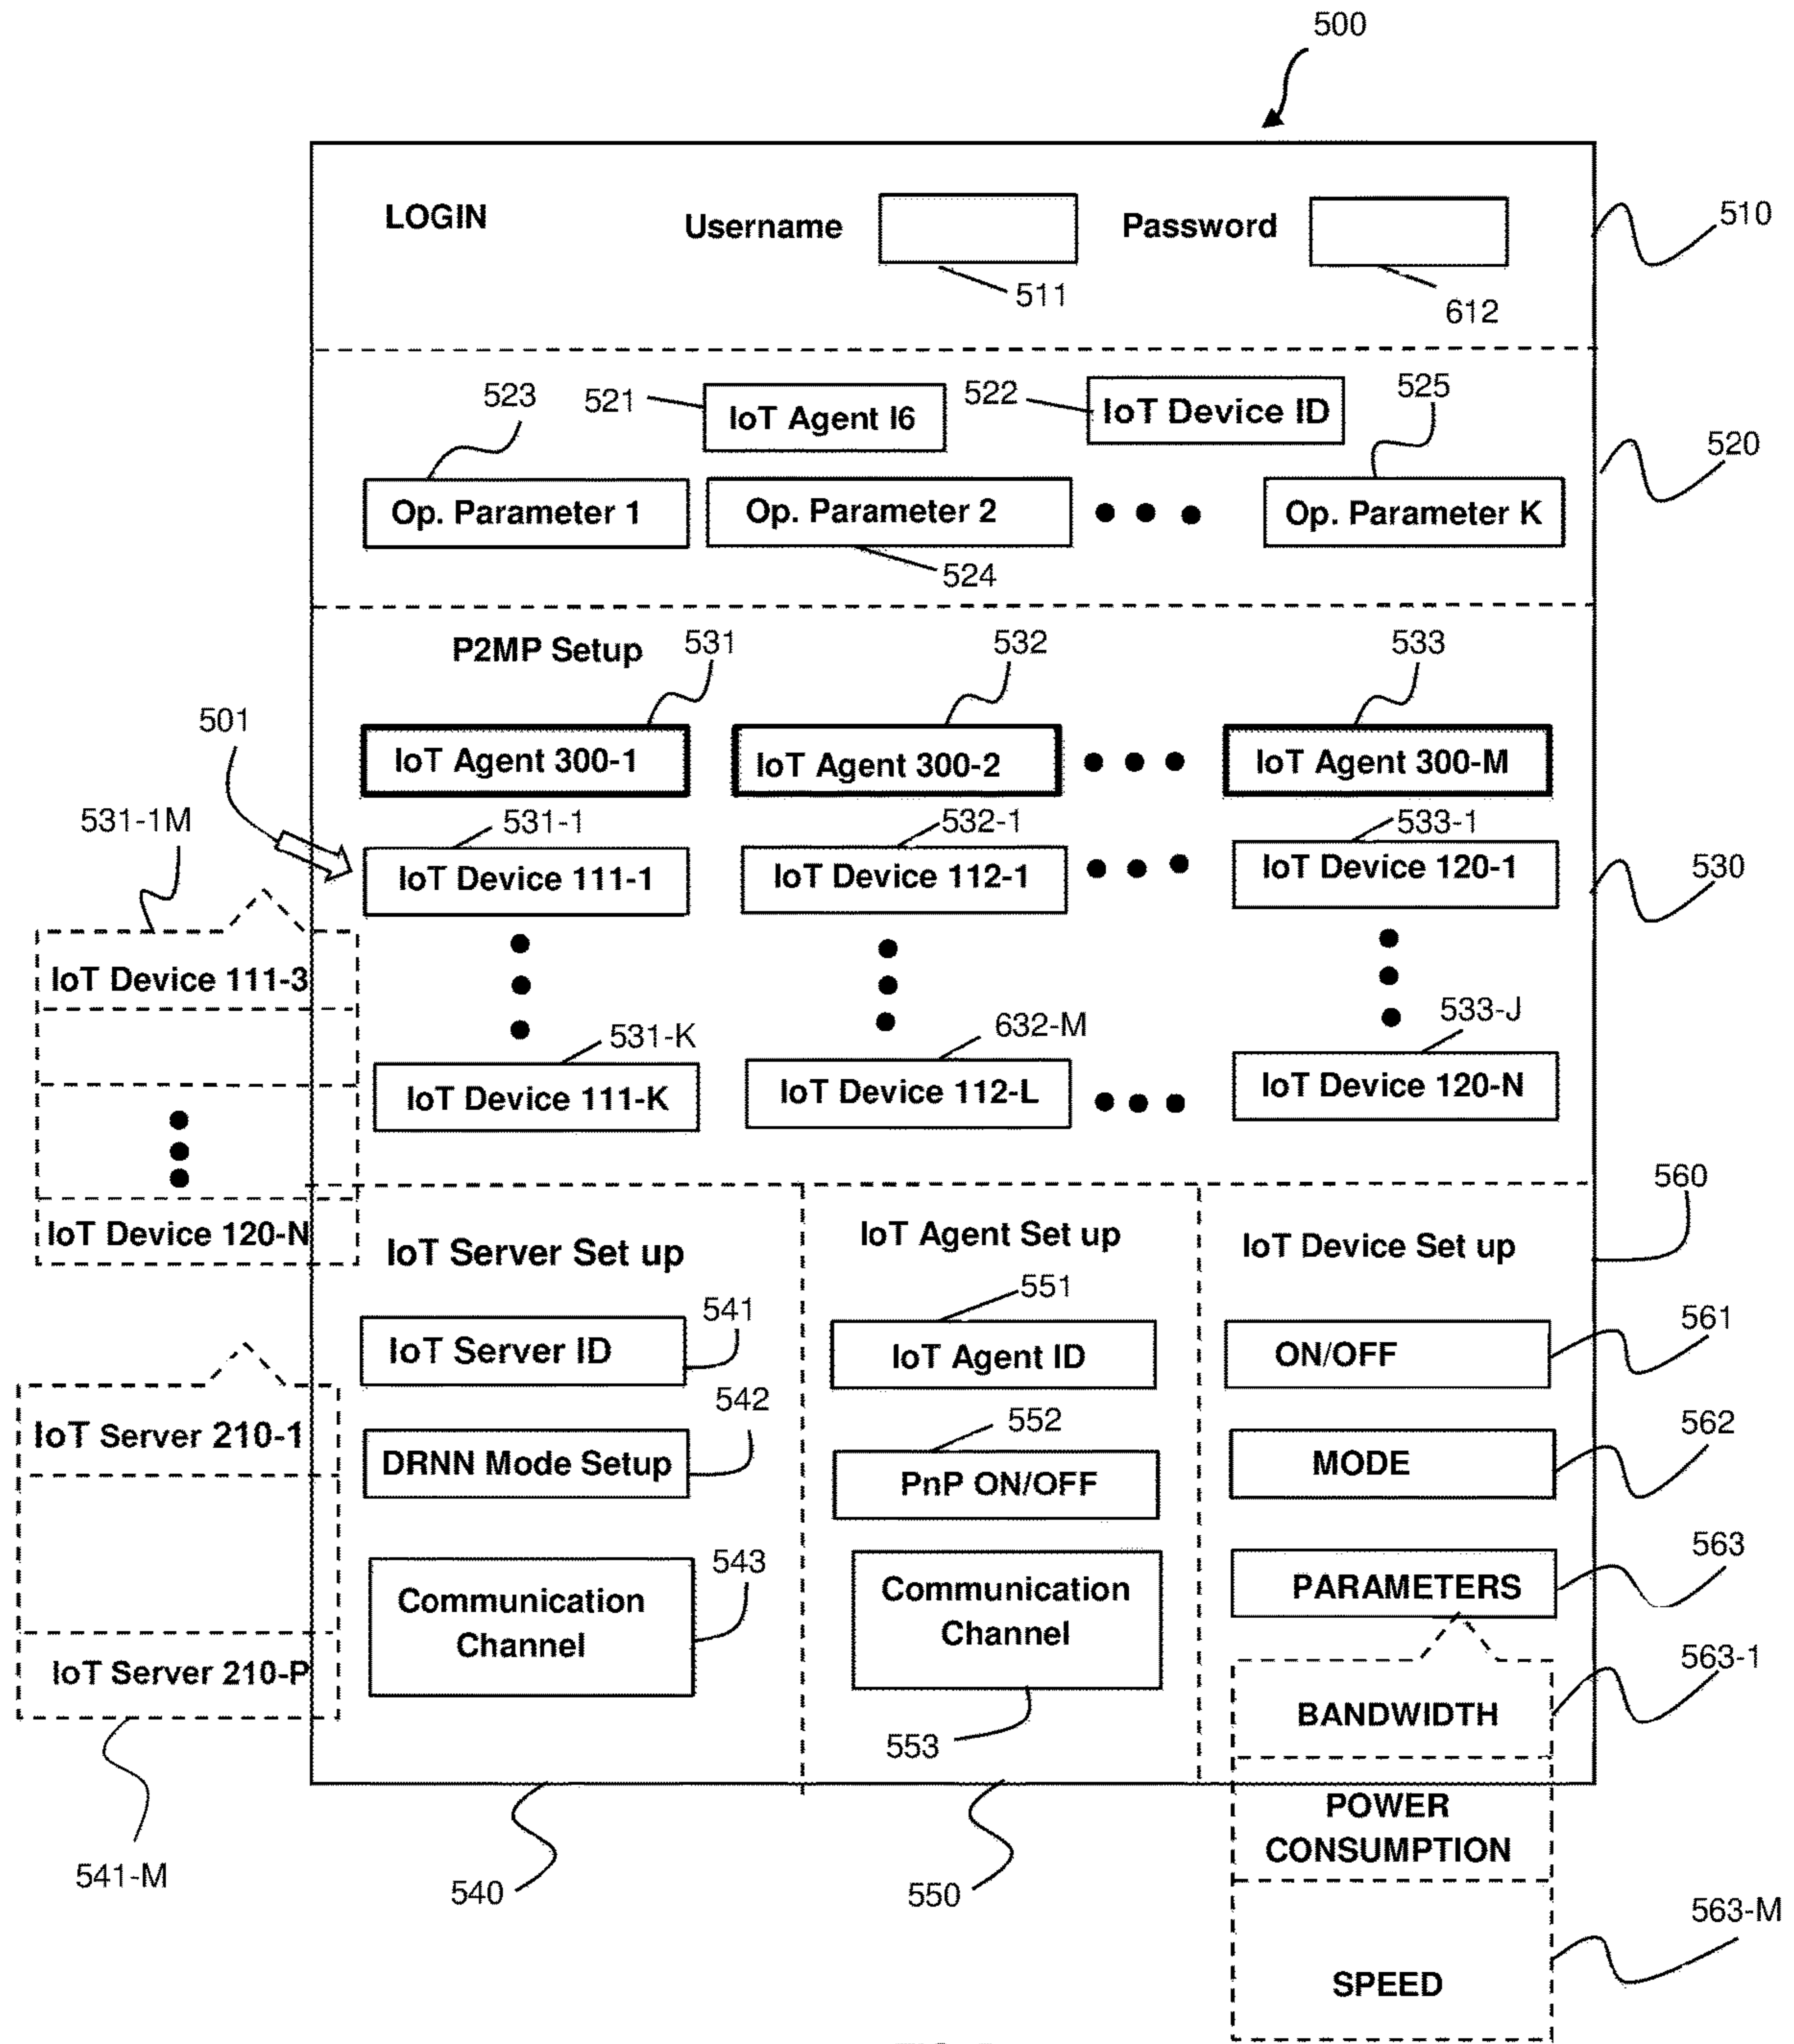 500
LOGIN
Username
Password
510
511
612
523
521
IoT Agent I6
522
IoT Device ID
525
520
Op. Parameter 1
Op. Parameter 2
Op. Parameter K
524
P2MP Setup
531
532
533
501
IoT Agent 300-1
IoT Agent 300-2
IoT Agent 300-M
531-1M
531-1
532-1
533-1
IoT Device 111-1
IoT Device 112-1
IoT Device 120-1
530
IoT Device 111-3
531-K
632-M
533-J
IoT Device 111-K
IoT Device 112-L
IoT Device 120-N
560
IoT Device 120-N
IoT Server Set up
IoT Agent Set up
IoT Device Set up
541
551
561
IoT Server ID
IoT Agent ID
ON/OFF
542
552
562
IoT Server 210-1
DRNN Mode Setup
PnP ON/OFF
MODE
543
563
Communication
Channel
Communication
Channel
PARAMETERS
IoT Server 210-P
563-1
BANDWIDTH
553
541-M
540
550
POWER
CONSUMPTION
563-M
SPEED